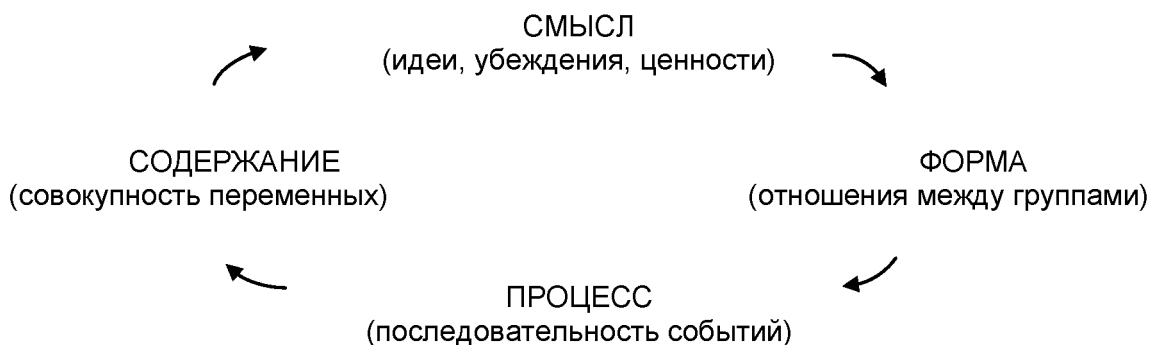 СМЫСЛ
(идеи, убеждения, ценности)
СОДЕРЖАНИЕ
(совокупность переменных)
ФОРМА
(отношения между группами)
ПРОЦЕСС
(последовательность событий)